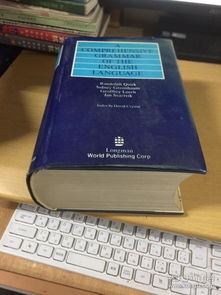 A COMPREHENSIVE
GRAMMAR
OF THE
ENGLISH
LANGUAGE
Randolph Quirk
Sidney Greenbaum
Geoffrey Leech
Jan Svartvik
Index by David Crystal
Longman
World Publishing Corp